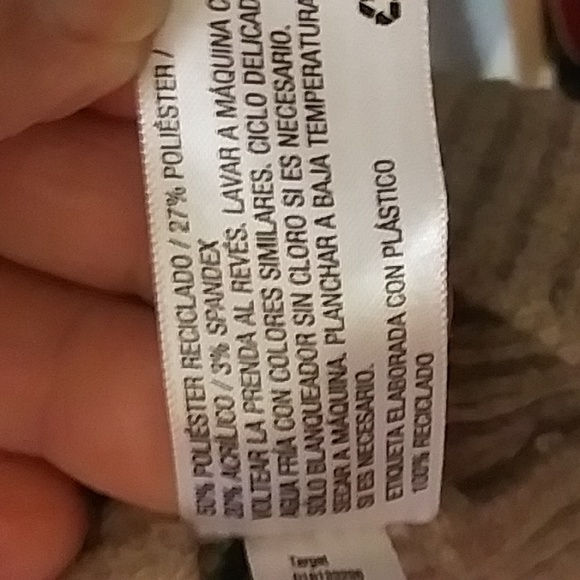 50% POLIÉSTER RECICLADO / 27% POLIÉSTER /
20% ACRÍLICO / 3% SPANDEX
VOLTEAR LA PRENDA AL REVÉS. LAVAR A MÁQUINA C
AGUA FRÍA CON COLORES SIMILARES. CICLO DELICAD
SÓLO BLANQUEADOR SIN CLORO SI ES NECESARIO.
SECAR A MÁQUINA. PLANCHAR A BAJA TEMPERATURA
SI ES NECESARIO.
ETIQUETA ELABORADA CON PLÁSTICO
100% RECICLADO
Target